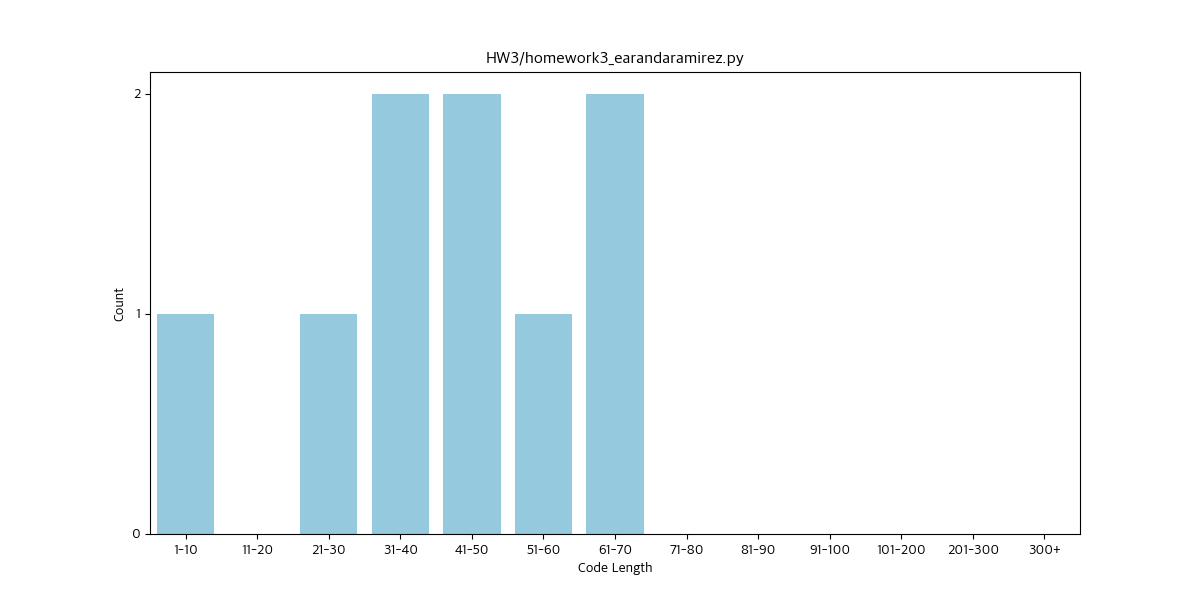 HW3/homework3_earandaramirez.py
2
1
0
Count
1-10 11-20 21-30 31-40 41-50 51-60 61-70 71-80 81-90 91-100 101-200 201-300 300+
Code Length